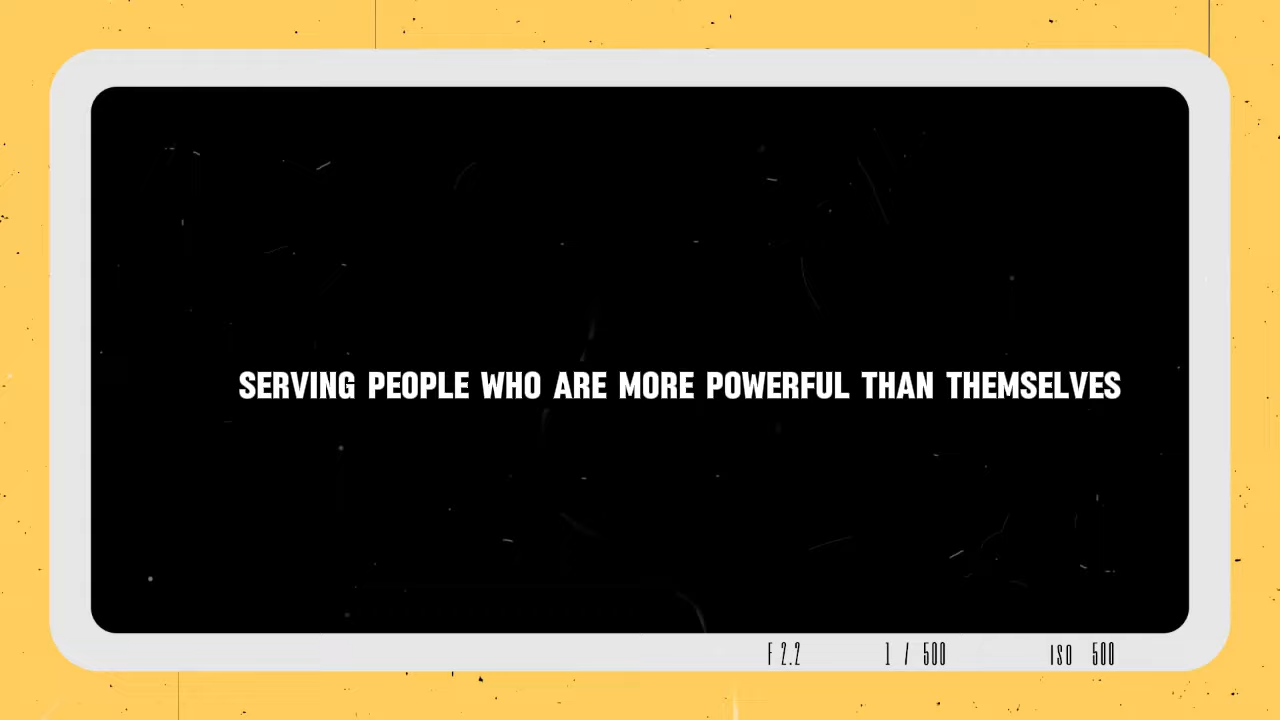 SERVING PEOPLE WHO ARE MORE POWERFUL THAN THEMSELVES
F 2.2 1 / 500 ISO 500